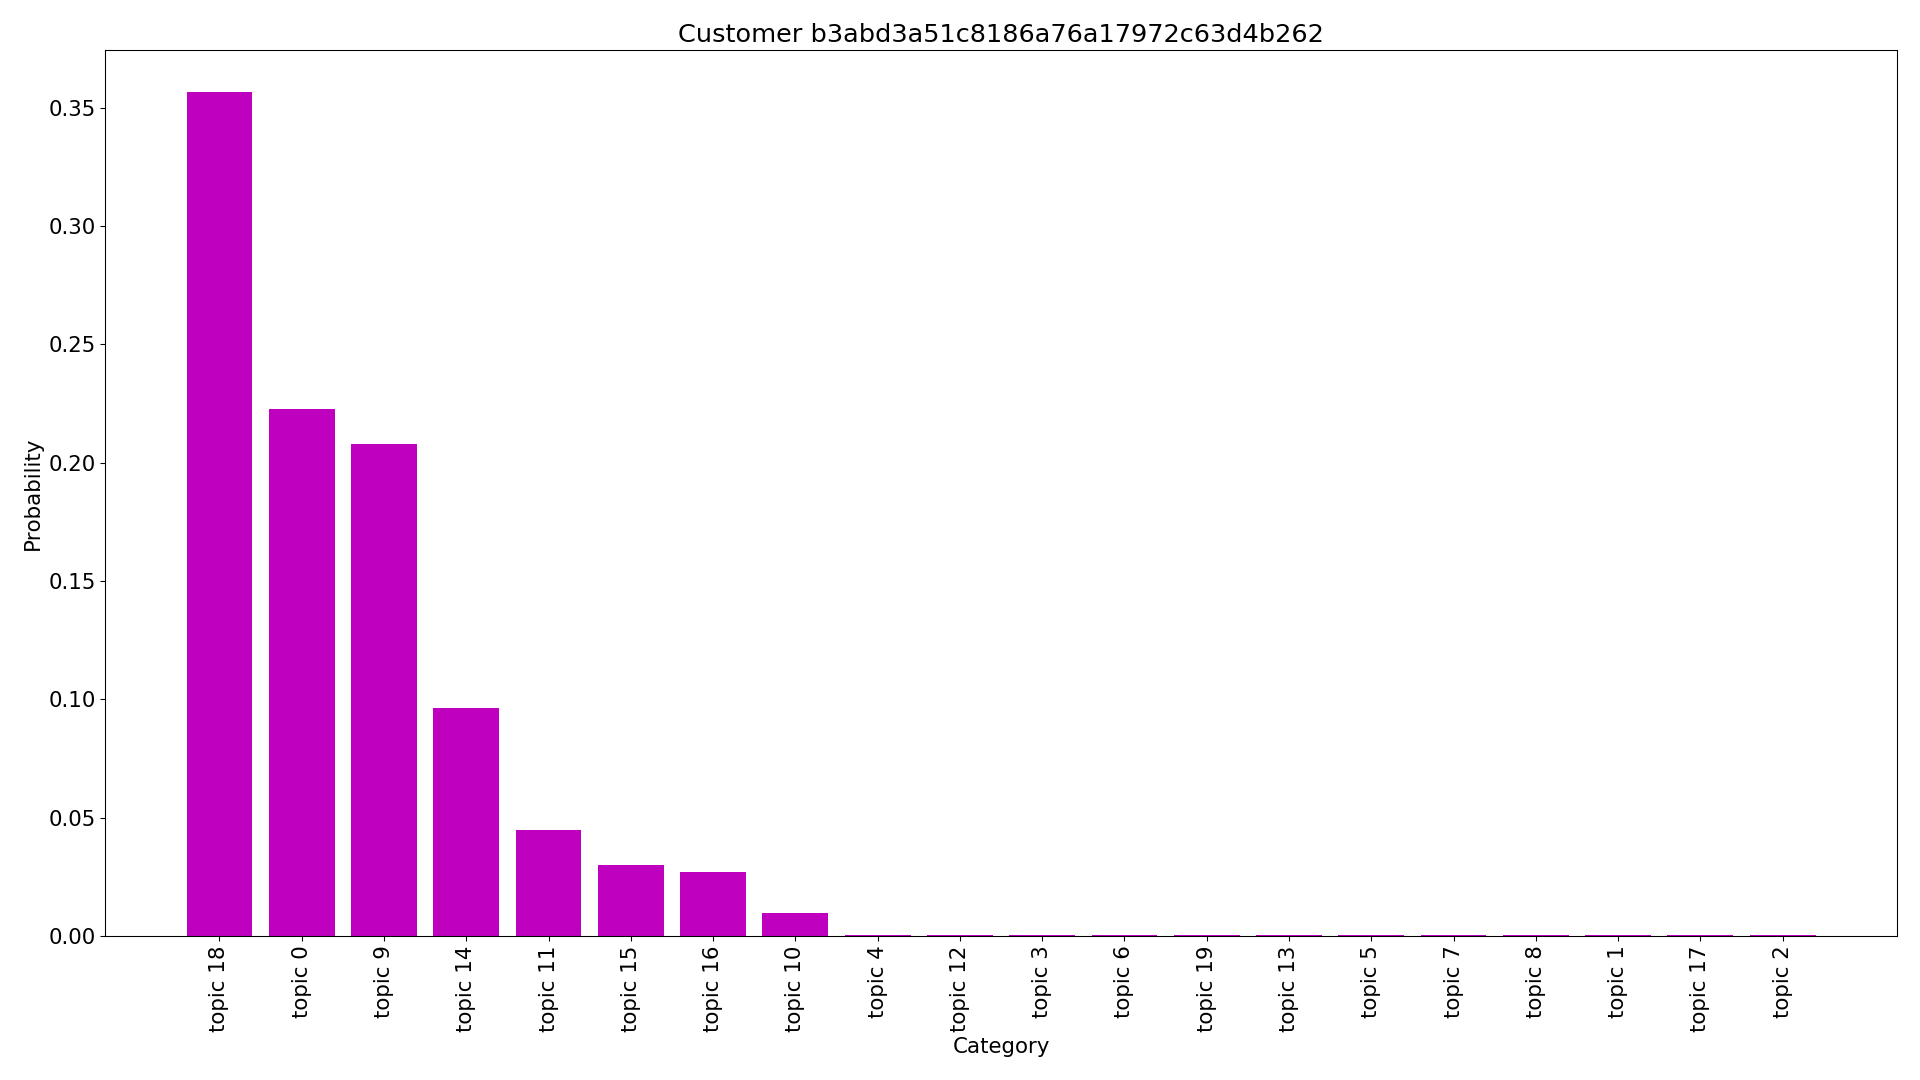 Customer b3abd3a51c8186a76a17972c63d4b262
Probability
0.35
0.30
0.25
0.20
0.15
0.10
0.05
0.00
topic 18
topic 0
topic 9
topic 14
topic 11
topic 15
topic 16
topic 10
topic 4
topic 12
topic 3
topic 6
topic 19
topic 13
topic 5
topic 7
topic 8
topic 1
topic 17
topic 2
Category